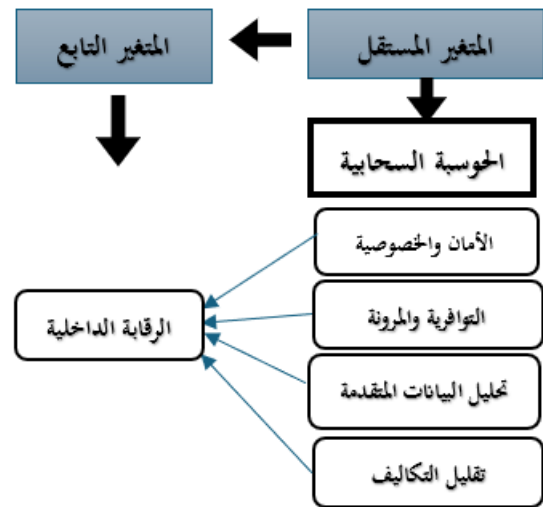 المتغير المستقل
المتغير التابع
الحوسبة السحابية
الأمان والخصوصية
التوافرية والمرونة
الرقابة الداخلية
تحليل البيانات المتقدمة
تقليل التكاليف